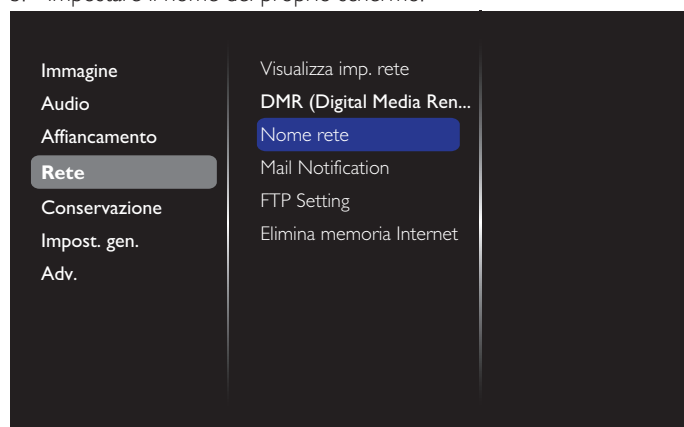 Immagine
Audio
Affiancamento
Rete
Conservazione
Impost. gen.
Adv.
Visualizza imp. rete
DMR (Digital Media Ren...
Nome rete
Mail Notification
FTP Setting
Elimina memoria Internet